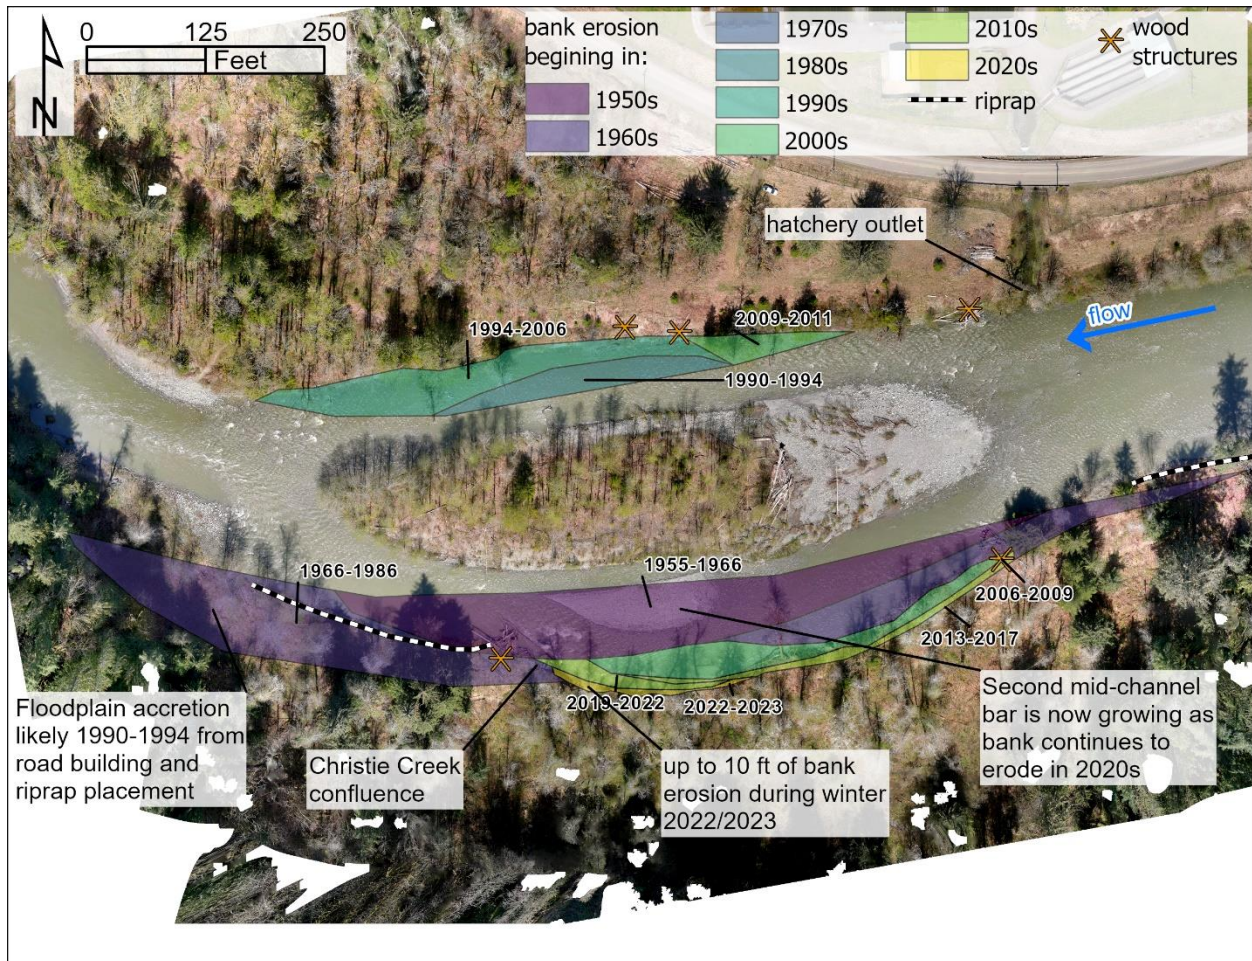 0 125 250
Feet
N
bank erosion
begining in:
1950s
1960s
1970s
1980s
1990s
2000s
2010s
2020s
riprap
wood
structures
hatchery outlet
flow
1994-2006
2009-2011
1990-1994
1966-1986
1955-1966
2006-2009
2013-2017
2019-2022
2022-2023
Floodplain accretion
likely 1990-1994 from
road building and
riprap placement
Christie Creek
confluence
up to 10 ft of bank
erosion during winter
2022/2023
Second mid-channel
bar is now growing as
bank continues to
erode in 2020s